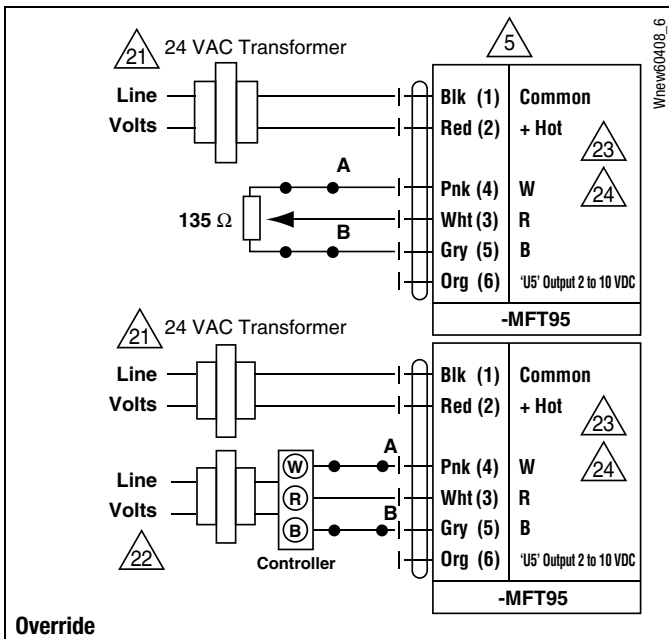 Wnew60408_6
21 24 VAC Transformer
5
Line
Volts
Blk (1) Common
Red (2) + Hot
23
A
Pnk (4) W
24
135 Ω
Wht (3) R
B
Gry (5) B
Org (6) 'U5' Output 2 to 10 VDC
-MFT95
21 24 VAC Transformer
Line
Volts
Blk (1) Common
Red (2) + Hot
23
A
W
Pnk (4) W
24
Line
Volts
R
Wht (3) R
B
B
Gry (5) B
22
Controller
Org (6) 'U5' Output 2 to 10 VDC
-MFT95
Override